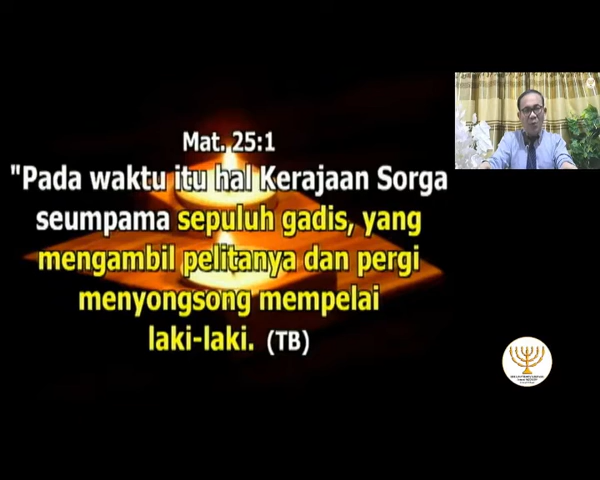 Mat. 25:1
"Pada waktu itu hal Kerajaan Sorga
seumpama sepuluh gadis, yang
mengambil pelitanya dan pergi
menyongsong mempelai
laki-laki. (TB)